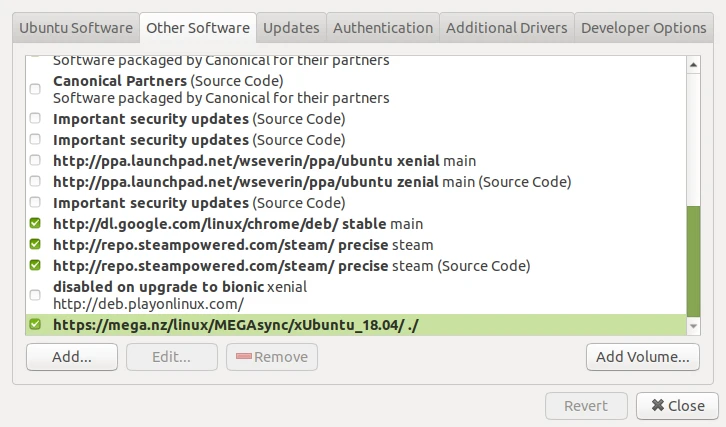 Ubuntu Software Other Software Updates Authentication Additional Drivers Developer Options
Software packaged by Canonical for their partners
Canonical Partners (Source Code)
Software packaged by Canonical for their partners
Important security updates (Source Code)
Important security updates (Source Code)
http://ppa.launchpad.net/wseverin/ppa/ubuntu xenial main
http://ppa.launchpad.net/wseverin/ppa/ubuntu zenial main (Source Code)
Important security updates (Source Code)
http://dl.google.com/linux/chrome/deb/ stable main
http://repo.steampowered.com/steam/ precise steam
http://repo.steampowered.com/steam/ precise steam (Source Code)
disabled on upgrade to bionic xenial
http://deb.playonlinux.com/
https://mega.nz/linux/MEGAsync/xUbuntu_18.04/ ./
Add... Edit... Remove Add Volume...
Revert Close